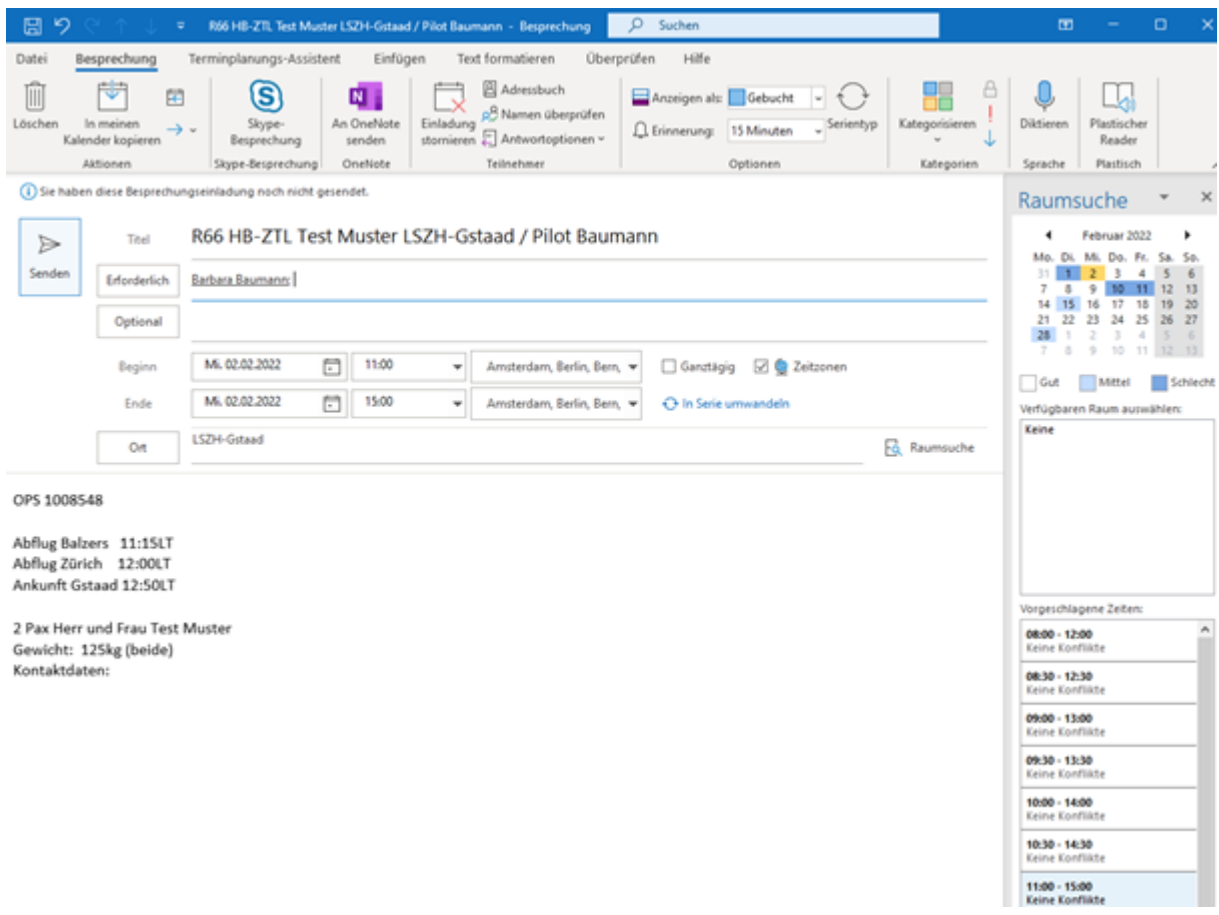 R66 HB-ZTL Test Muster LSZH-Gstaad / Pilot Baumann - Besprechung
Suchen
Datei Besprechung Terminplanungs-Assistent Einfügen Text formatieren Überprüfen Hilfe
Löschen
In meinen Kalender kopieren
Aktionen
Skype-Besprechung
Skype-Besprechung
An OneNote senden
OneNote
Einladung stornieren
Adressbuch
Namen überprüfen
Antwortoptionen
Teilnehmer
Anzeigen als: Gebucht
Erinnerung: 15 Minuten
Serientyp
Optionen
Kategorisieren
Kategorien
Diktieren
Sprache
Plastischer Reader
Plastisch
Sie haben diese Besprechungseinladung noch nicht gesendet.
Senden
Titel R66 HB-ZTL Test Muster LSZH-Gstaad / Pilot Baumann
Erforderlich Barbara Baumann;
Optional
Beginn Mi. 02.02.2022 11:00 Amsterdam, Berlin, Bern, Ganztägig Zeitzonen
Ende Mi. 02.02.2022 15:00 Amsterdam, Berlin, Bern, In Serie umwandeln
Ort LSZH-Gstaad Raumsuche
OPS 1008548
Abflug Balzers 11:15LT
Abflug Zürich 12:00LT
Ankunft Gstaad 12:50LT
2 Pax Herr und Frau Test Muster
Gewicht: 125kg (beide)
Kontaktdaten:
Raumsuche
Februar 2022
Mo. Di. Mi. Do. Fr. Sa. So.
31 1 2 3 4 5 6
7 8 9 10 11 12 13
14 15 16 17 18 19 20
21 22 23 24 25 26 27
28 1 2 3 4 5 6
7 8 9 10 11 12 13
Gut Mittel Schlecht
Verfügbaren Raum auswählen:
Keine
Vorgeschlagene Zeiten:
08:00 - 12:00
Keine Konflikte
08:30 - 12:30
Keine Konflikte
09:00 - 13:00
Keine Konflikte
09:30 - 13:30
Keine Konflikte
10:00 - 14:00
Keine Konflikte
10:30 - 14:30
Keine Konflikte
11:00 - 15:00
Keine Konflikte